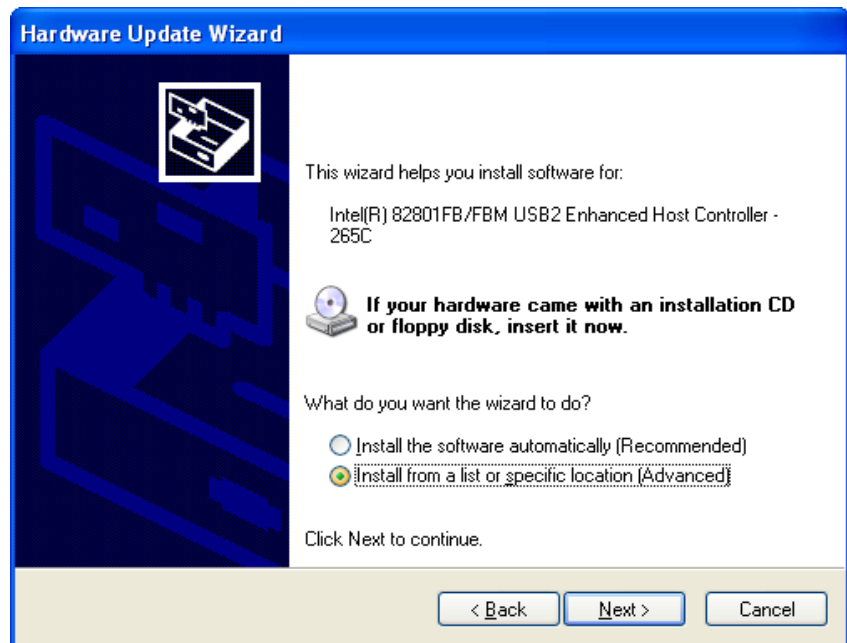 Hardware Update Wizard
This wizard helps you install software for:
Intel(R) 82801FB/FBM USB2 Enhanced Host Controller -
265C
If your hardware came with an installation CD
or floppy disk, insert it now.
What do you want the wizard to do?
Install the software automatically (Recommended)
Install from a list or specific location (Advanced)
Click Next to continue.
< Back
Next >
Cancel